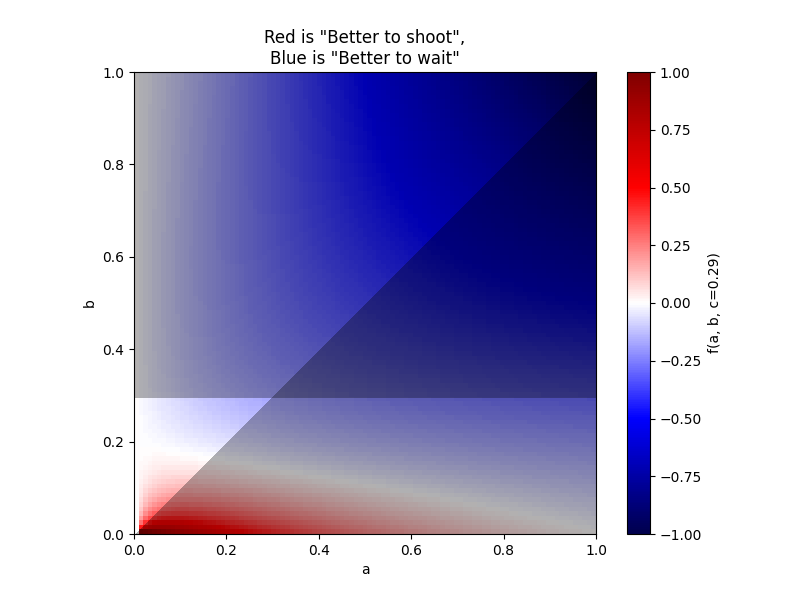 Red is "Better to shoot",
Blue is "Better to wait"
1.0
0.8
0.6
0.4
0.2
0.0
b
0.0 0.2 0.4 0.6 0.8 1.0
a
1.00
0.75
0.50
0.25
0.00
−0.25
−0.50
−0.75
−1.00
f(a, b, c=0.29)